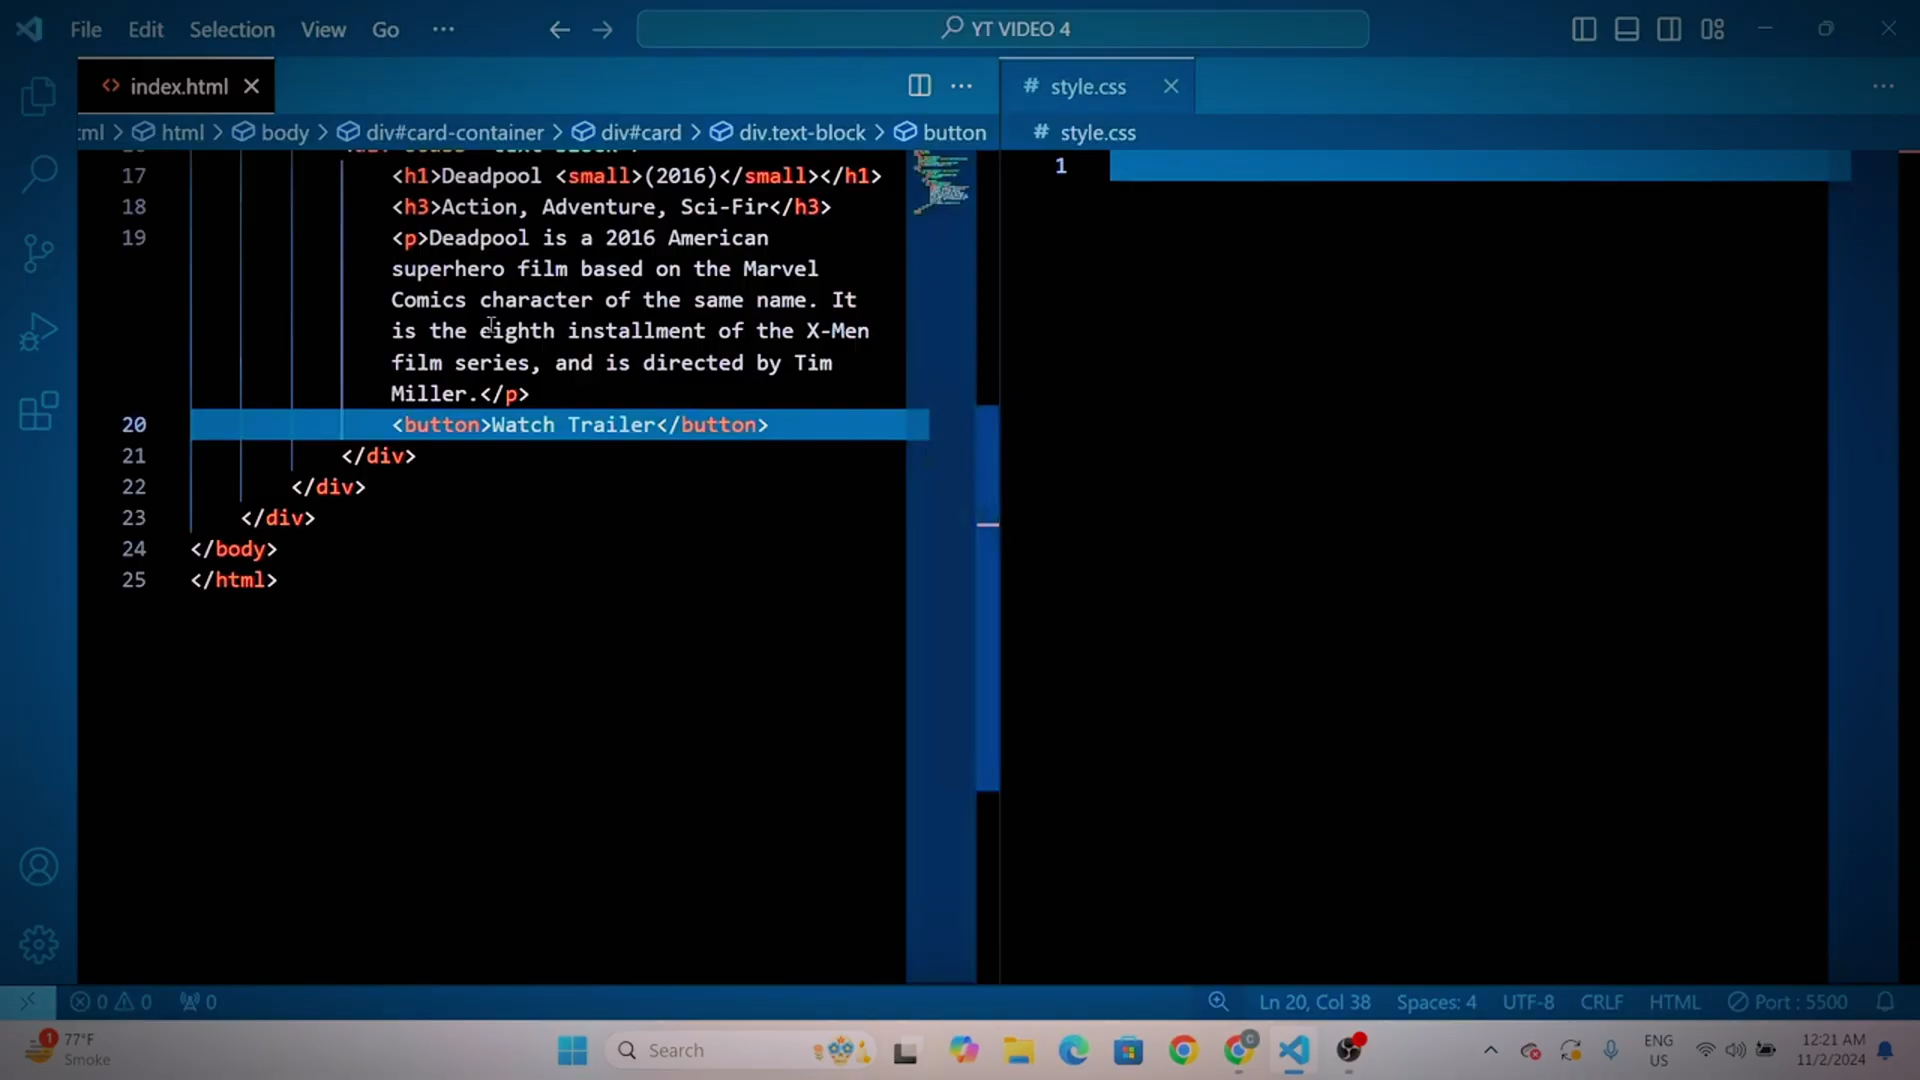 File Edit Selection View Go ··· YT VIDEO 4
index.html
style.css
html > body > div#card-container > div#card > div.text-block > button
style.css
17 <h1>Deadpool <small>(2016)</small></h1>
18 <h3>Action, Adventure, Sci-Fir</h3>
19 <p>Deadpool is a 2016 American
superhero film based on the Marvel
Comics character of the same name. It
is the eighth installment of the X-Men
film series, and is directed by Tim
Miller.</p>
20 <button>Watch Trailer</button>
21 </div>
22 </div>
23 </div>
24 </body>
25 </html>
1
0 0 0 Ln 20, Col 38 Spaces: 4 UTF-8 CRLF HTML Port : 5500
1 77°F
Smoke
Search
ENG
US
12:21 AM
11/2/2024